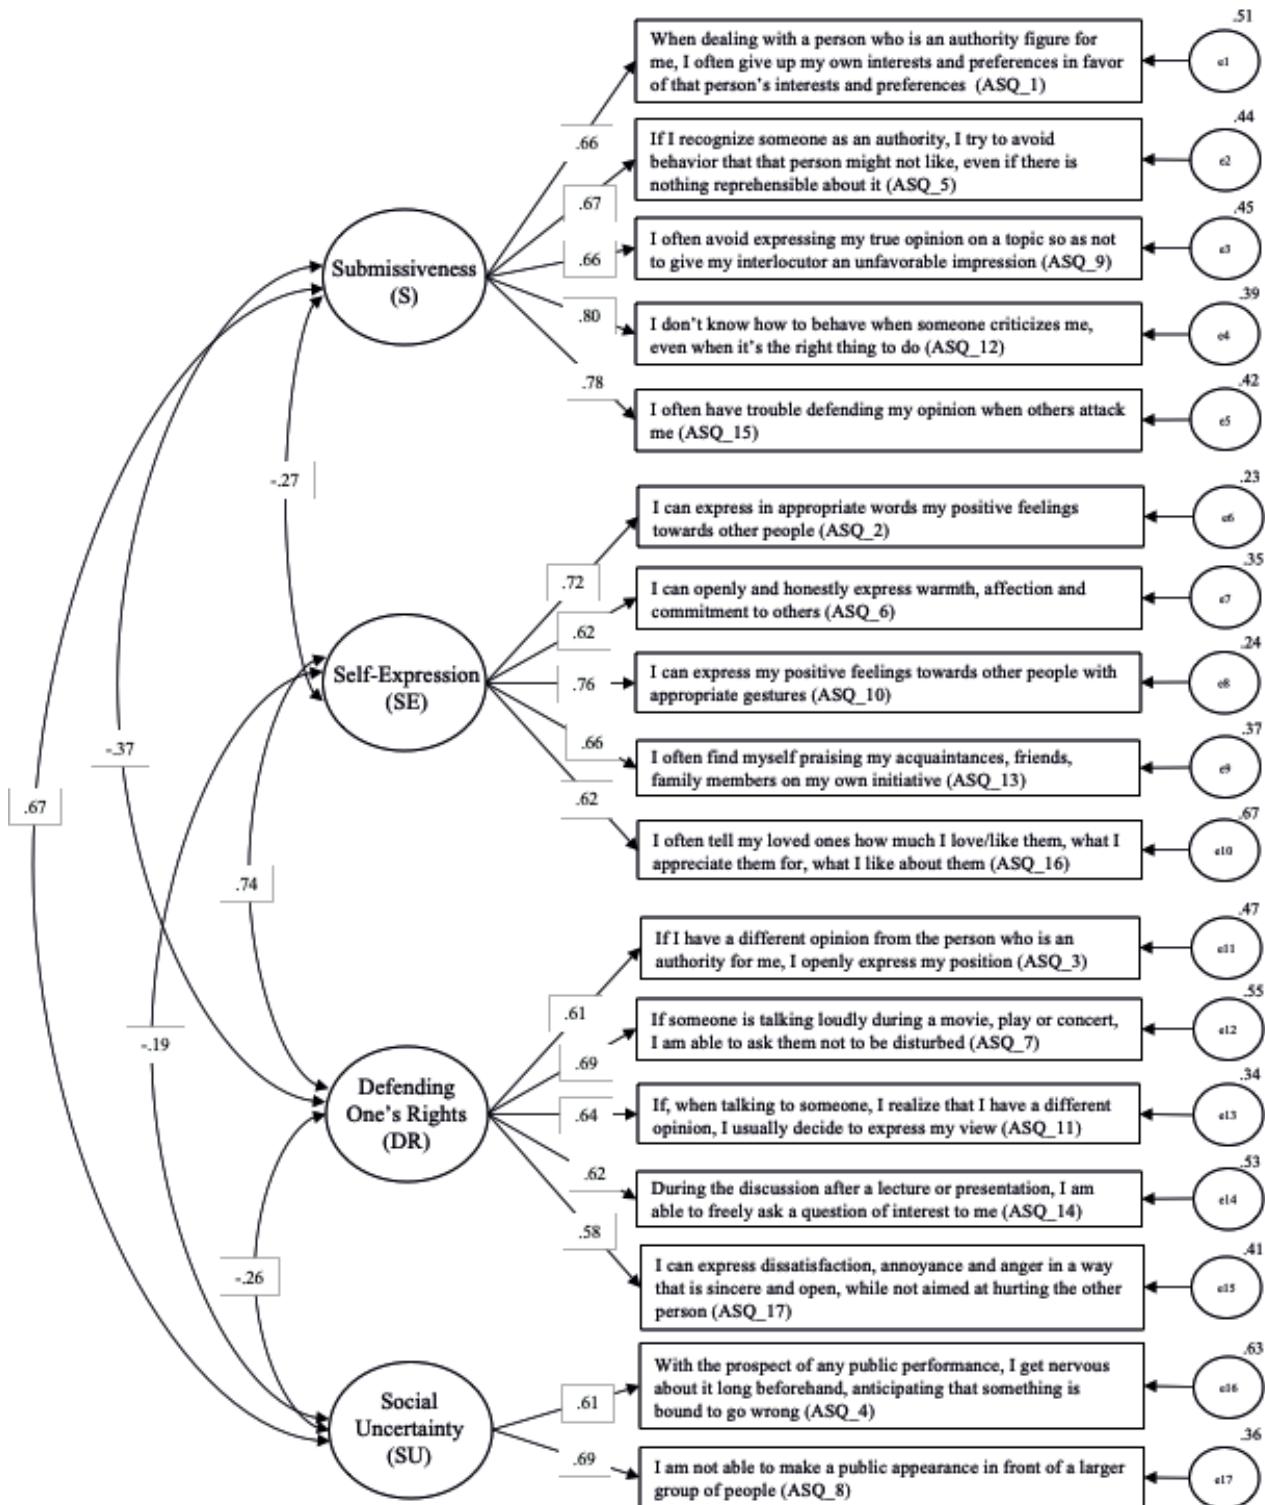 .51
When dealing with a person who is an authority figure for
me, I often give up my own interests and preferences in favor
of that person's interests and preferences (ASQ_1)
e1
.66
.44
If I recognize someone as an authority, I try to avoid
behavior that that person might not like, even if there is
nothing reprehensible about it (ASQ_5)
e2
.67
.45
I often avoid expressing my true opinion on a topic so as not
to give my interlocutor an unfavorable impression (ASQ_9)
e3
.66
Submissiveness
(S)
.39
I don't know how to behave when someone criticizes me,
even when it's the right thing to do (ASQ_12)
e4
.80
.42
I often have trouble defending my opinion when others attack
me (ASQ_15)
e5
.78
-.27
.23
I can express in appropriate words my positive feelings
towards other people (ASQ_2)
e6
.72
.35
I can openly and honestly express warmth, affection and
commitment to others (ASQ_6)
e7
.62
.24
I can express my positive feelings towards other people with
appropriate gestures (ASQ_10)
e8
.76
Self-Expression
(SE)
.37
I often find myself praising my acquaintances, friends,
family members on my own initiative (ASQ_13)
e9
.66
-.37
.67
.67
I often tell my loved ones how much I love/like them, what I
appreciate them for, what I like about them (ASQ_16)
e10
.62
.74
.47
If I have a different opinion from the person who is an
authority for me, I openly express my position (ASQ_3)
e11
.61
.55
If someone is talking loudly during a movie, play or concert,
I am able to ask them not to be disturbed (ASQ_7)
e12
.69
-.19
.34
If, when talking to someone, I realize that I have a different
opinion, I usually decide to express my view (ASQ_11)
e13
.64
Defending
One's Rights
(DR)
.53
During the discussion after a lecture or presentation, I am
able to freely ask a question of interest to me (ASQ_14)
e14
.62
.41
I can express dissatisfaction, annoyance and anger in a way
that is sincere and open, while not aimed at hurting the other
person (ASQ_17)
e15
.58
-.26
.63
With the prospect of any public performance, I get nervous
about it long beforehand, anticipating that something is
bound to go wrong (ASQ_4)
e16
.61
Social
Uncertainty
(SU)
.36
I am not able to make a public appearance in front of a larger
group of people (ASQ_8)
e17
.69